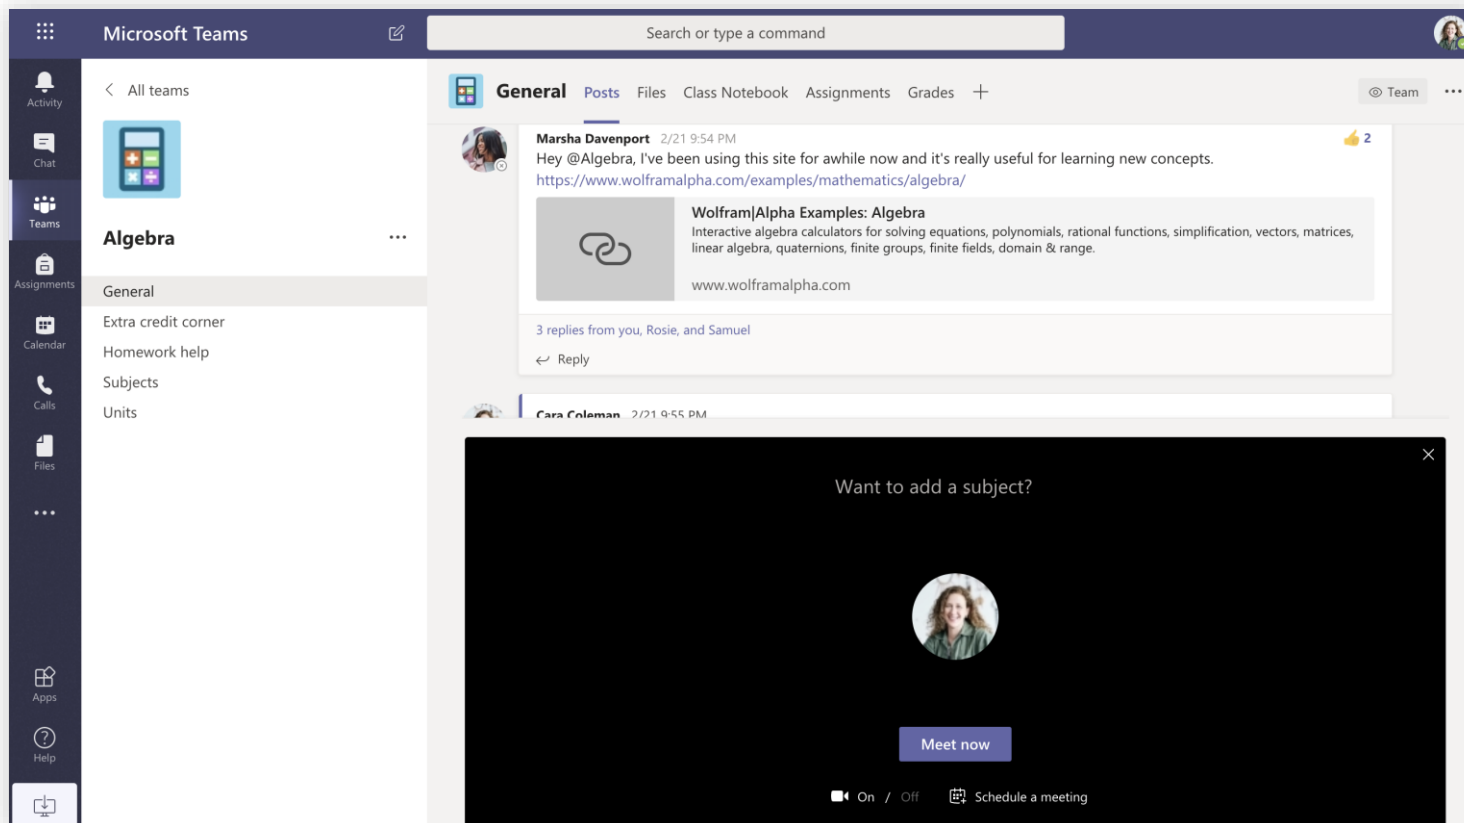 Microsoft Teams
Search or type a command
Activity
Chat
Teams
Assignments
Calendar
Calls
Files
Apps
Help
All teams
Algebra
General
Extra credit corner
Homework help
Subjects
Units
General Posts Files Class Notebook Assignments Grades
Team
Marsha Davenport 2/21 9:54 PM
2
Hey @Algebra, I've been using this site for awhile now and it's really useful for learning new concepts.
https://www.wolframalpha.com/examples/mathematics/algebra/
Wolfram|Alpha Examples: Algebra
Interactive algebra calculators for solving equations, polynomials, rational functions, simplification, vectors, matrices,
linear algebra, quaternions, finite groups, finite fields, domain & range.
www.wolframalpha.com
3 replies from you, Rosie, and Samuel
Reply
Cara Coleman 2/21 9:55 PM
Want to add a subject?
Meet now
On / Off
Schedule a meeting